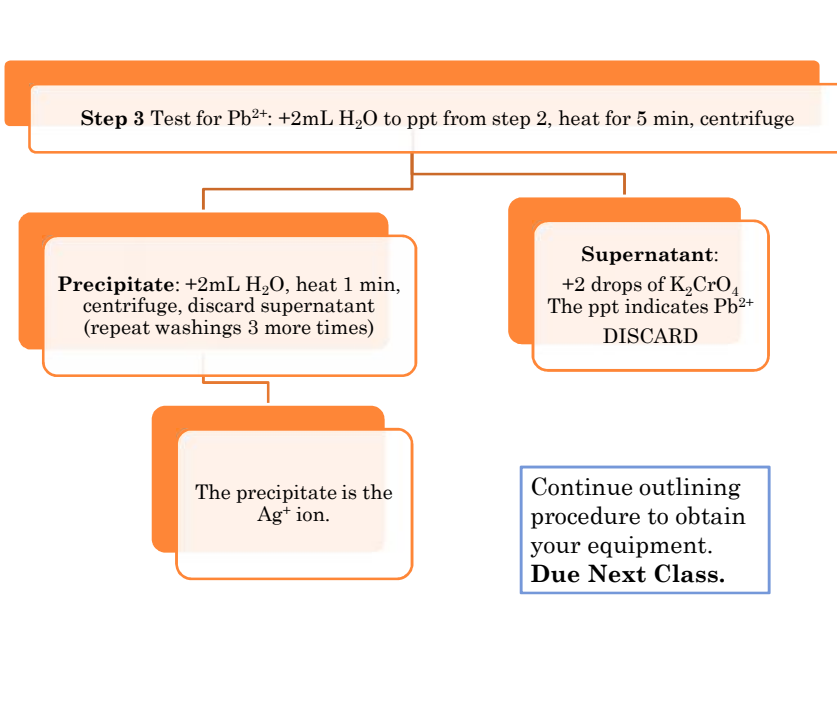 Step 3 Test for Pb²⁺: +2mL H₂O to ppt from step 2, heat for 5 min, centrifuge
Precipitate: +2mL H₂O, heat 1 min,
centrifuge, discard supernatant
(repeat washings 3 more times)
Supernatant:
+2 drops of K₂CrO₄
The ppt indicates Pb²⁺
DISCARD
The precipitate is the
Ag⁺ ion.
Continue outlining
procedure to obtain
your equipment.
Due Next Class.